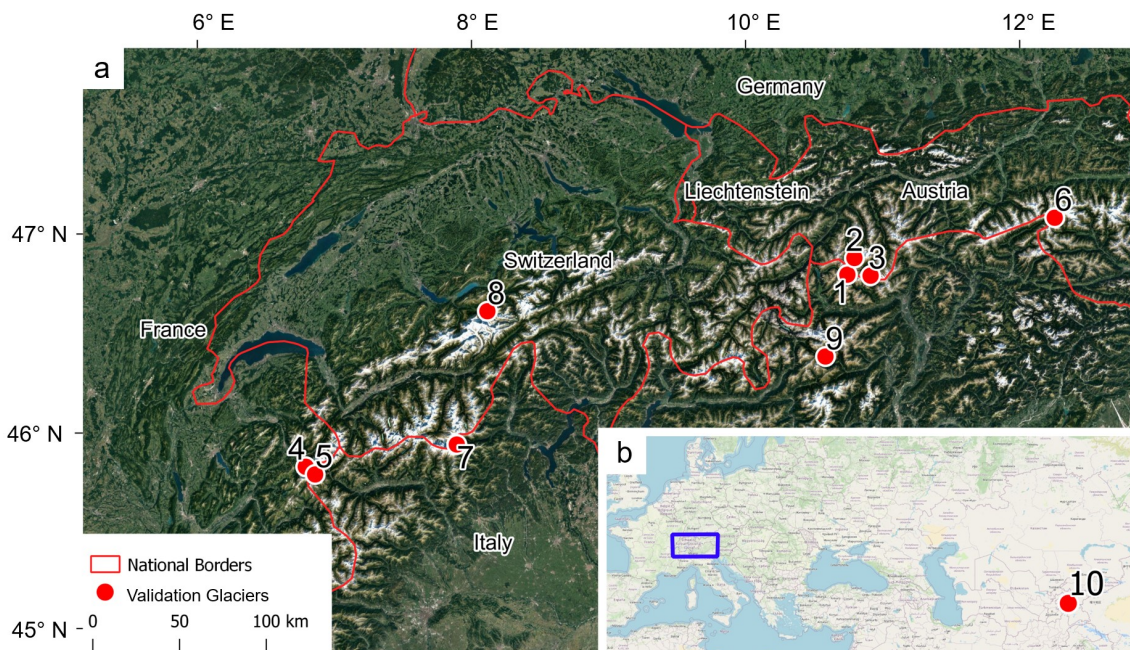 6° E 8° E 10° E 12° E
a
Germany
Liechtenstein
Austria
6
47° N
2
3
Switzerland
1
8
France
9
46° N
4 5
7
b
Italy
National Borders
10
Validation Glaciers
0 50 100 km
45° N